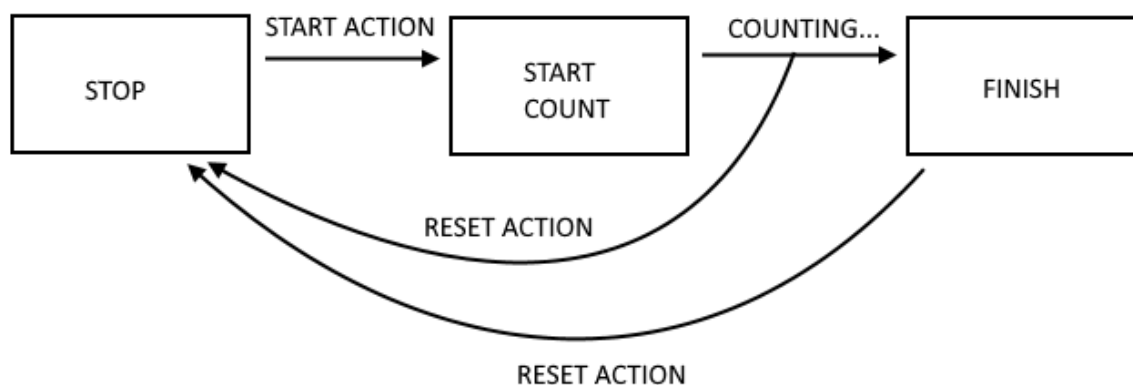 START ACTION
COUNTING...
STOP
START
COUNT
FINISH
RESET ACTION
RESET ACTION